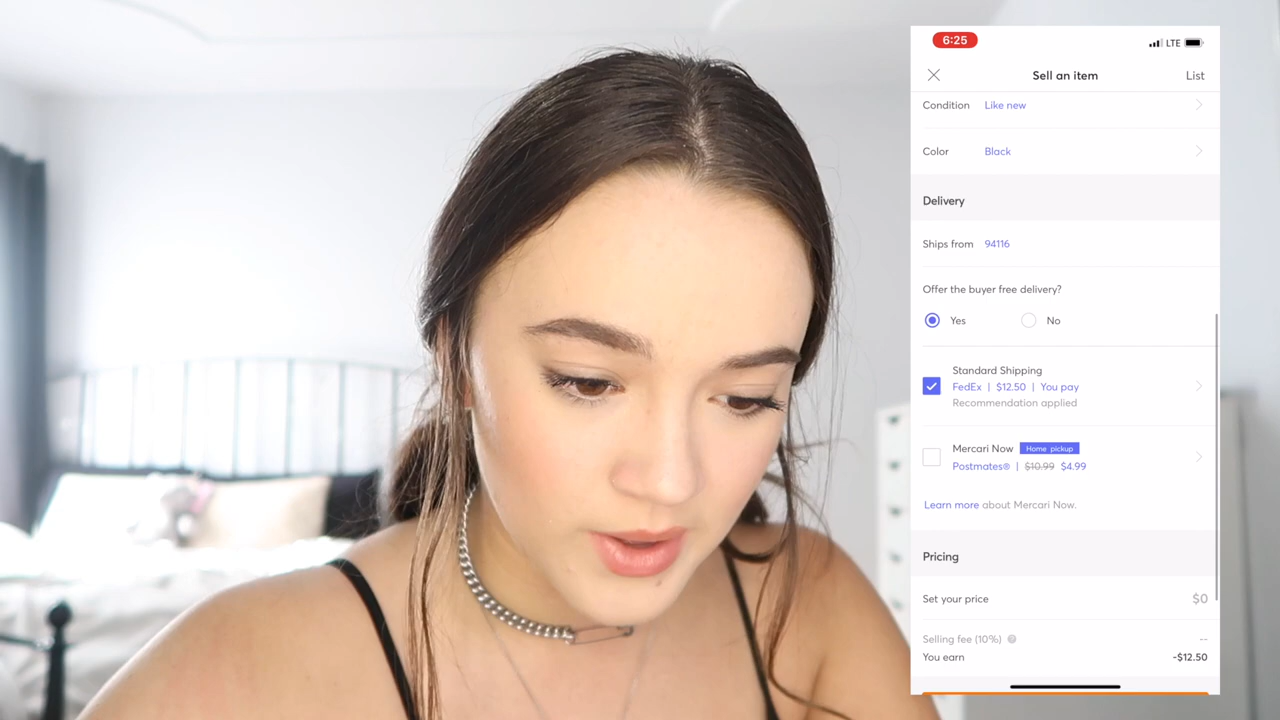 6:25 LTE
Sell an item List
Condition Like new
Color Black
Delivery
Ships from 94116
Offer the buyer free delivery?
Yes No
Standard Shipping
FedEx | $12.50 | You pay
Recommendation applied
Mercari Now Home pickup
Postmates® | $10.99 $4.99
Learn more about Mercari Now.
Pricing
Set your price $0
Selling fee (10%) --
You earn -$12.50